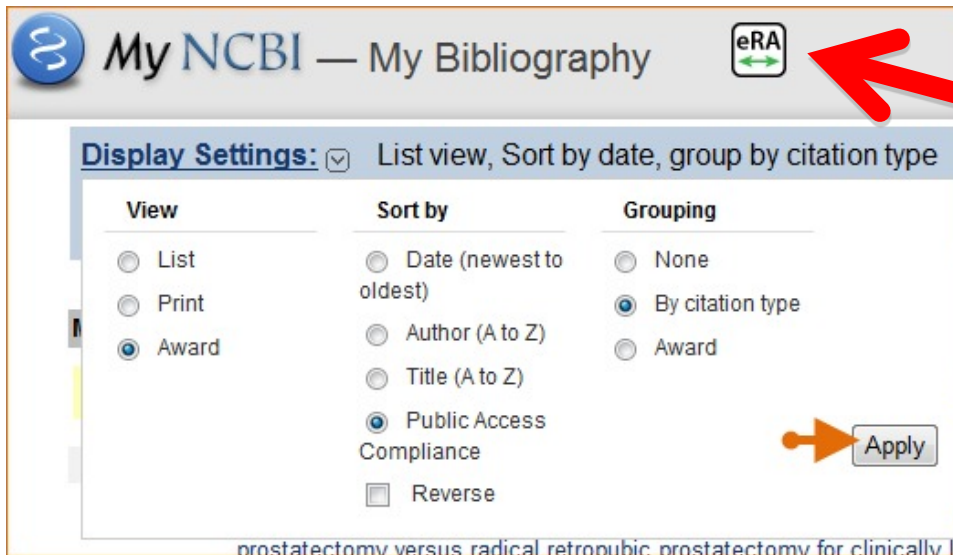 My NCBI — My Bibliography
eRA
Display Settings: List view, Sort by date, group by citation type
View
Sort by
Grouping
List
Date (newest to
oldest)
None
Print
Author (A to Z)
By citation type
Award
Title (A to Z)
Award
Public Access
Compliance
Apply
Reverse
prostatectomy versus radical retropubic prostatectomy for clinically